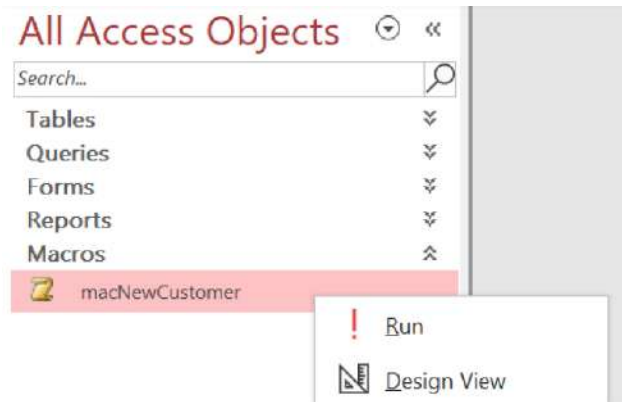 All Access Objects
Search...
Tables
Queries
Forms
Reports
Macros
macNewCustomer
Run
Design View